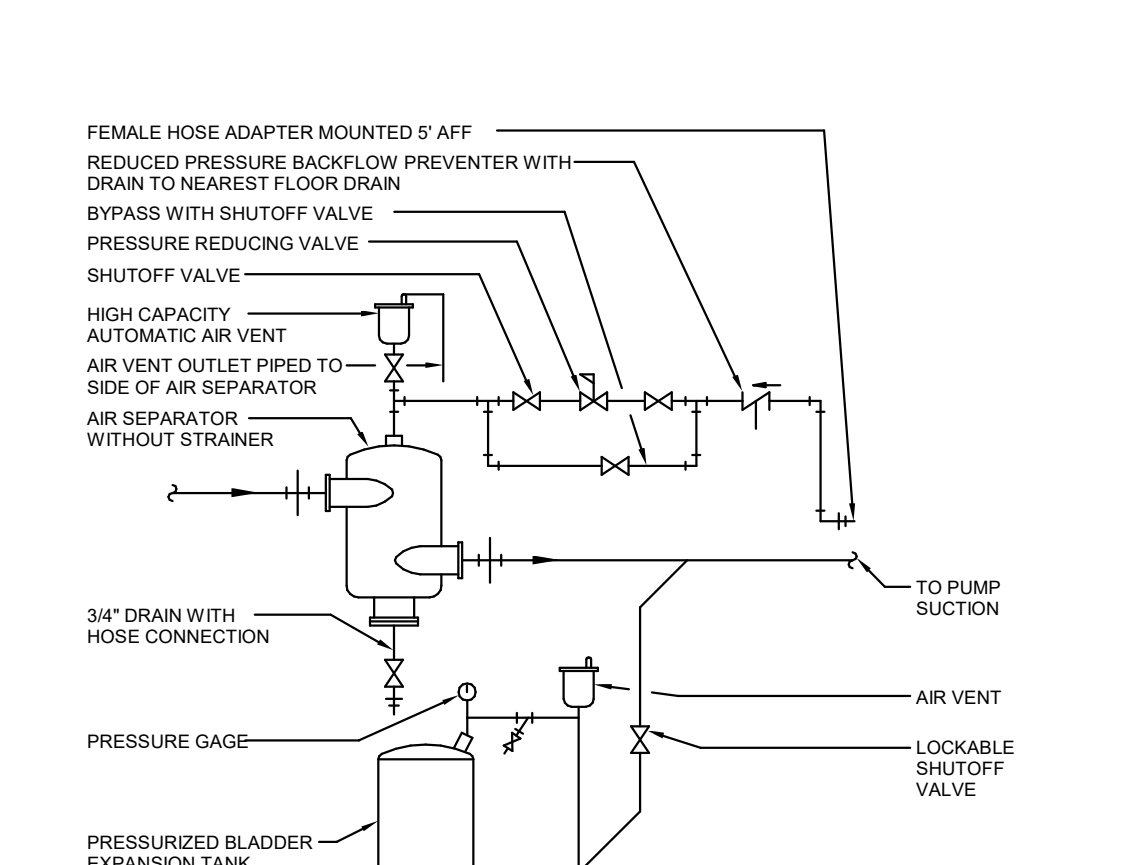 FEMALE HOSE ADAPTER MOUNTED 5' AFF
REDUCED PRESSURE BACKFLOW PREVENTER WITH
DRAIN TO NEAREST FLOOR DRAIN
BYPASS WITH SHUTOFF VALVE
PRESSURE REDUCING VALVE
SHUTOFF VALVE
HIGH CAPACITY
AUTOMATIC AIR VENT
AIR VENT OUTLET PIPED TO
SIDE OF AIR SEPARATOR
AIR SEPARATOR
WITHOUT STRAINER
TO PUMP
SUCTION
3/4" DRAIN WITH
HOSE CONNECTION
AIR VENT
PRESSURE GAGE
LOCKABLE
SHUTOFF
VALVE
PRESSURIZED BLADDER
EXPANSION TANK